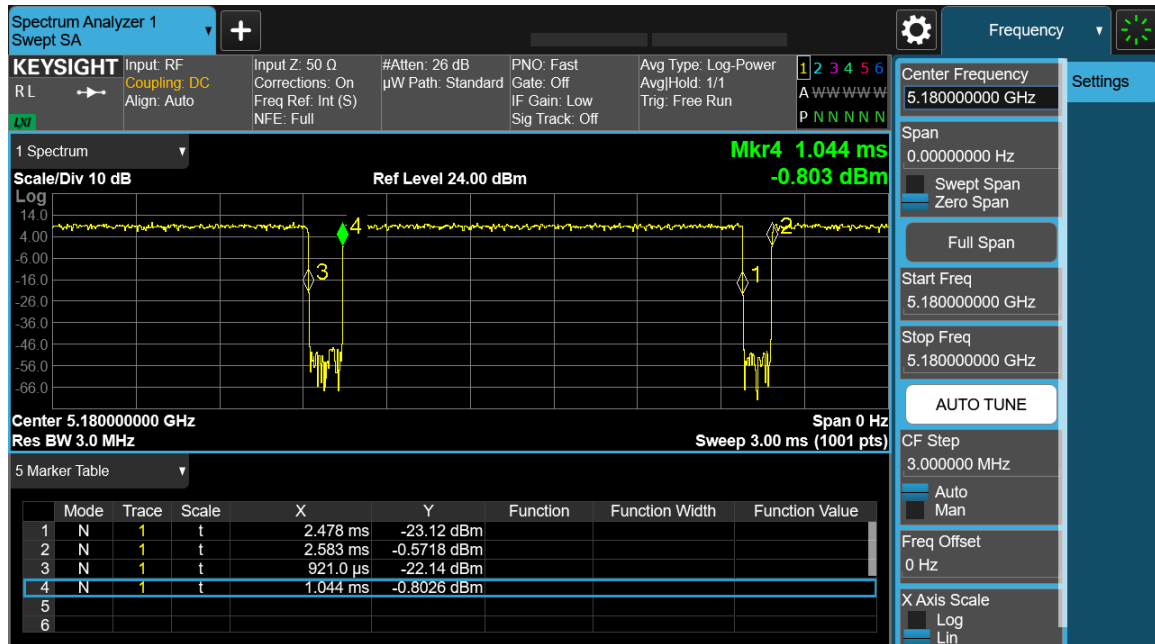 Spectrum Analyzer 1
Swept SA
+
Frequency
KEYSIGHT
R L
LXI
Input: RF
Coupling: DC
Align: Auto
Input Z: 50 Ω
Corrections: On
Freq Ref: Int (S)
NFE: Full
#Atten: 26 dB
µW Path: Standard
PNO: Fast
Gate: Off
IF Gain: Low
Sig Track: Off
Avg Type: Log-Power
Avg|Hold: 1/1
Trig: Free Run
1 2 3 4 5 6
A W W W W W
P N N N N N
1 Spectrum
Mkr4 1.044 ms
Scale/Div 10 dB
Ref Level 24.00 dBm
-0.803 dBm
Log
14.0
4.00
-6.00
-16.0
-26.0
-36.0
-46.0
-56.0
-66.0
4
2
3
1
Center 5.180000000 GHz
Span 0 Hz
Res BW 3.0 MHz
Sweep 3.00 ms (1001 pts)
5 Marker Table
Mode Trace Scale X Y Function Function Width Function Value
1 N 1 t 2.478 ms -23.12 dBm
2 N 1 t 2.583 ms -0.5718 dBm
3 N 1 t 921.0 µs -22.14 dBm
4 N 1 t 1.044 ms -0.8026 dBm
5
6
Center Frequency
5.180000000 GHz
Settings
Span
0.00000000 Hz
Swept Span
Zero Span
Full Span
Start Freq
5.180000000 GHz
Stop Freq
5.180000000 GHz
AUTO TUNE
CF Step
3.000000 MHz
Auto
Man
Freq Offset
0 Hz
X Axis Scale
Log
Lin